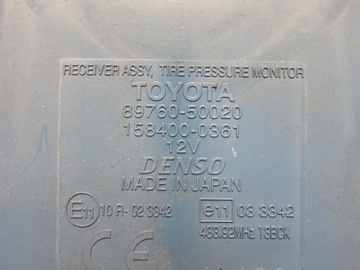 RECEIVER ASSY, TIRE PRESSURE MONITOR
TOYOTA
89760-50020
158400-0361
12V
DENSO
MADE IN JAPAN
E11 10 R-02 3342 e11 03 3342
433.92MHz 13BCK
CE